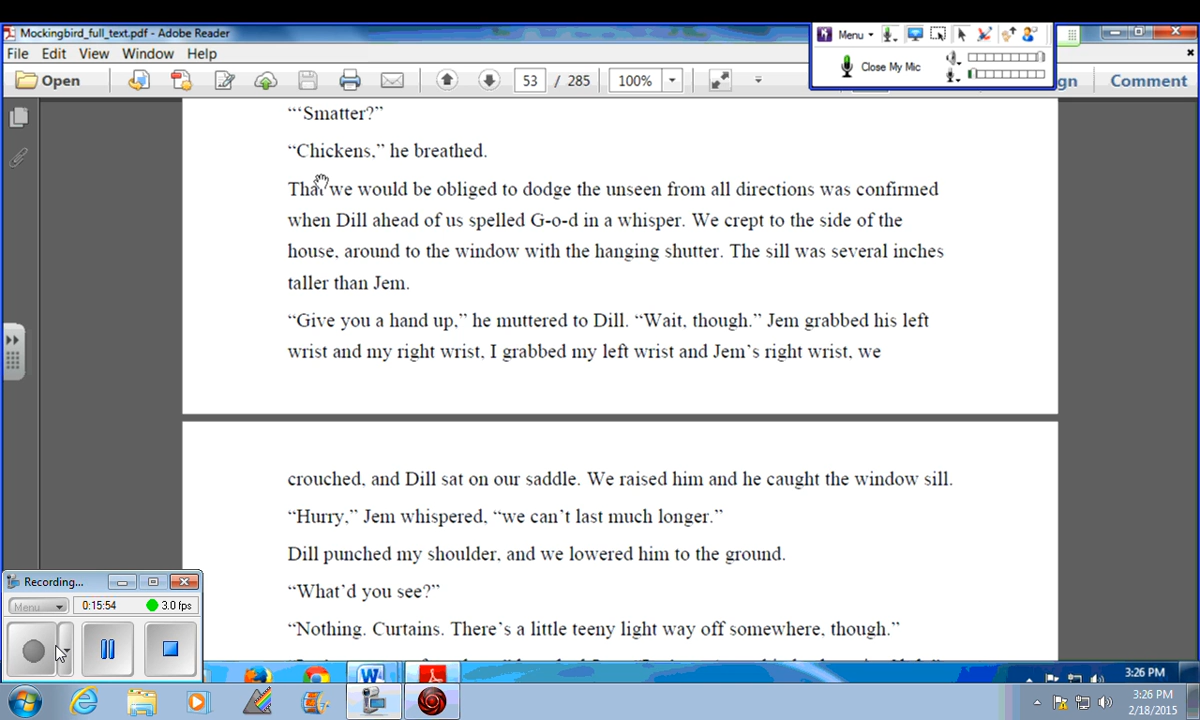 Mockingbird_full_text.pdf - Adobe Reader
Menu
File Edit View Window Help
Close My Mic
Open
53 / 285
100%
gn
Comment
“‘Smatter?”
“Chickens,” he breathed.
That we would be obliged to dodge the unseen from all directions was confirmed
when Dill ahead of us spelled G-o-d in a whisper. We crept to the side of the
house, around to the window with the hanging shutter. The sill was several inches
taller than Jem.
“Give you a hand up,” he muttered to Dill. “Wait, though.” Jem grabbed his left
wrist and my right wrist, I grabbed my left wrist and Jem’s right wrist, we
crouched, and Dill sat on our saddle. We raised him and he caught the window sill.
“Hurry,” Jem whispered, “we can’t last much longer.”
Dill punched my shoulder, and we lowered him to the ground.
“What’d you see?”
“Nothing. Curtains. There’s a little teeny light way off somewhere, though.”
Recording...
Menu
0:15:54
3.0 fps
3:26 PM
3:26 PM
2/18/2015